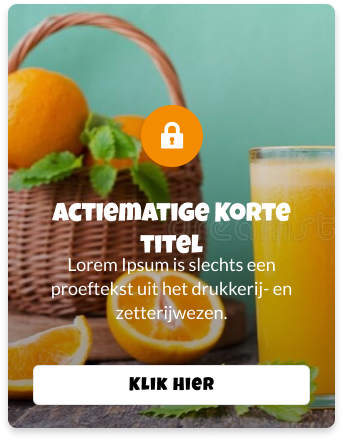 Actiematige Korte
Titel
Lorem Ipsum is slechts een
proeftekst uit het drukkerij- en
zetterijwezen.
Klik hier